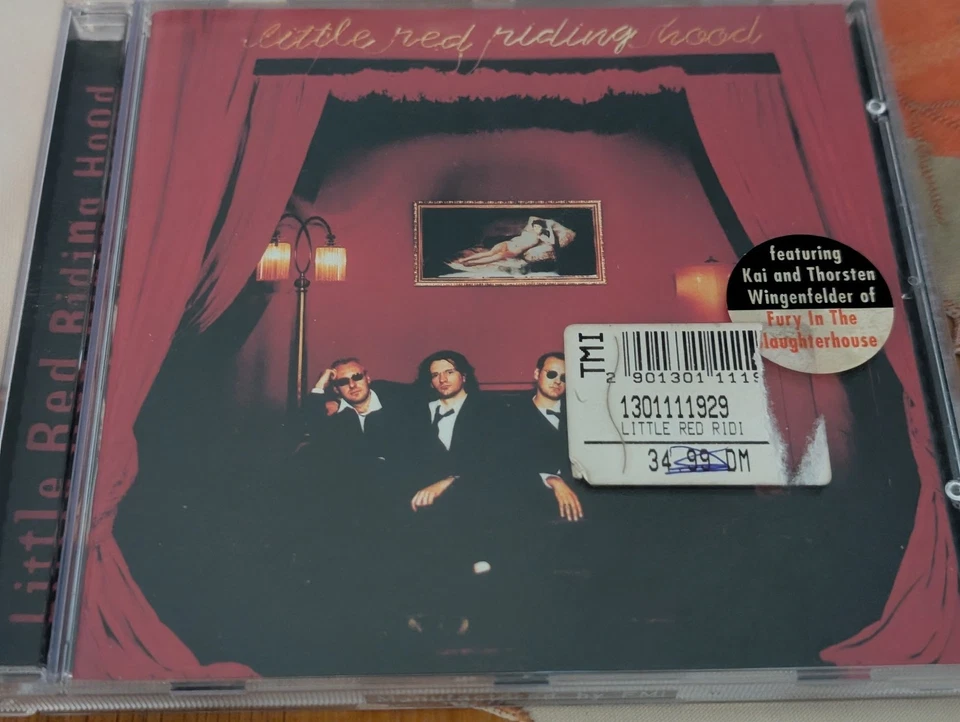 little red riding hood
Little Red Riding Hood
featuring
Kai and Thorsten
Wingenfelder of
Fury In The
laughterhouse
TMI
2 901301 1119
1301111929
LITTLE RED RIDI
34 99 DM